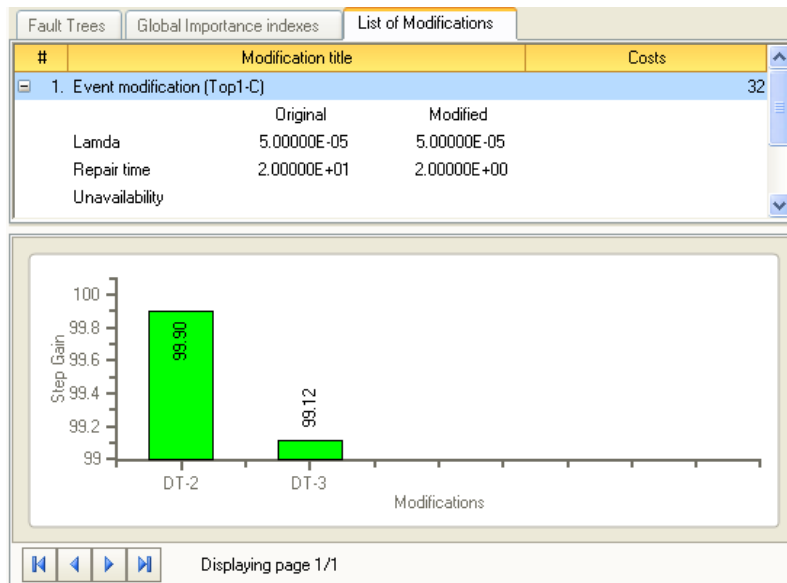 Fault Trees Global Importance indexes List of Modifications
# Modification title Costs
1. Event modification (Top1-C) 32
Original Modified
Lamda 5.00000E-05 5.00000E-05
Repair time 2.00000E+01 2.00000E+00
Unavailability
100
99.8
99.6
99.4
99.2
99
Step Gain
99.90
99.12
DT-2 DT-3
Modifications
Displaying page 1/1